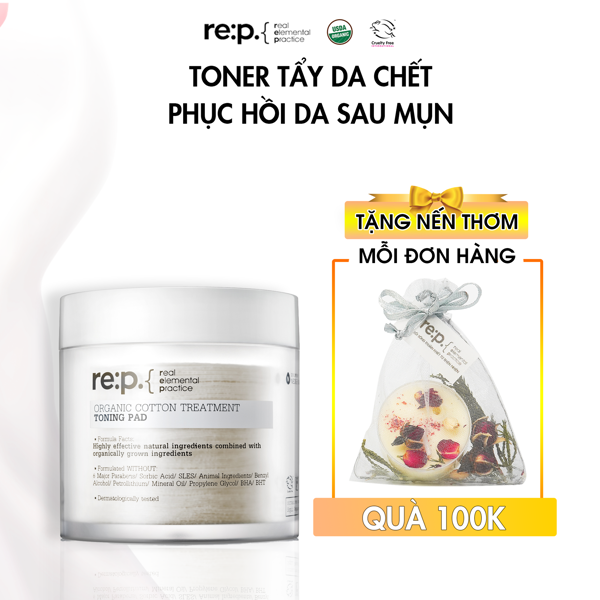 re:p.{ real elemental practice
USDA ORGANIC
Cruelty Free
TONER TẨY DA CHẾT
PHỤC HỒI DA SAU MỤN
TẶNG NẾN THƠM
MỖI ĐƠN HÀNG
re:p.{
re:p.{ real elemental practice
ORGANIC COTTON TREATMENT
TONING PAD
• Formula Facts
Highly effective natural ingredients combined with
organically grown ingredients
• Formulated WITHOUT
6 Major Parabens/ Sorbic Acid/ SLES/ Animal Ingredients/ Benzyl
Alcohol/ Petrolatum/ Mineral Oil/ Propylene Glycol/ BHA/ BHT
• Dermatologically tested
QUÀ 100K